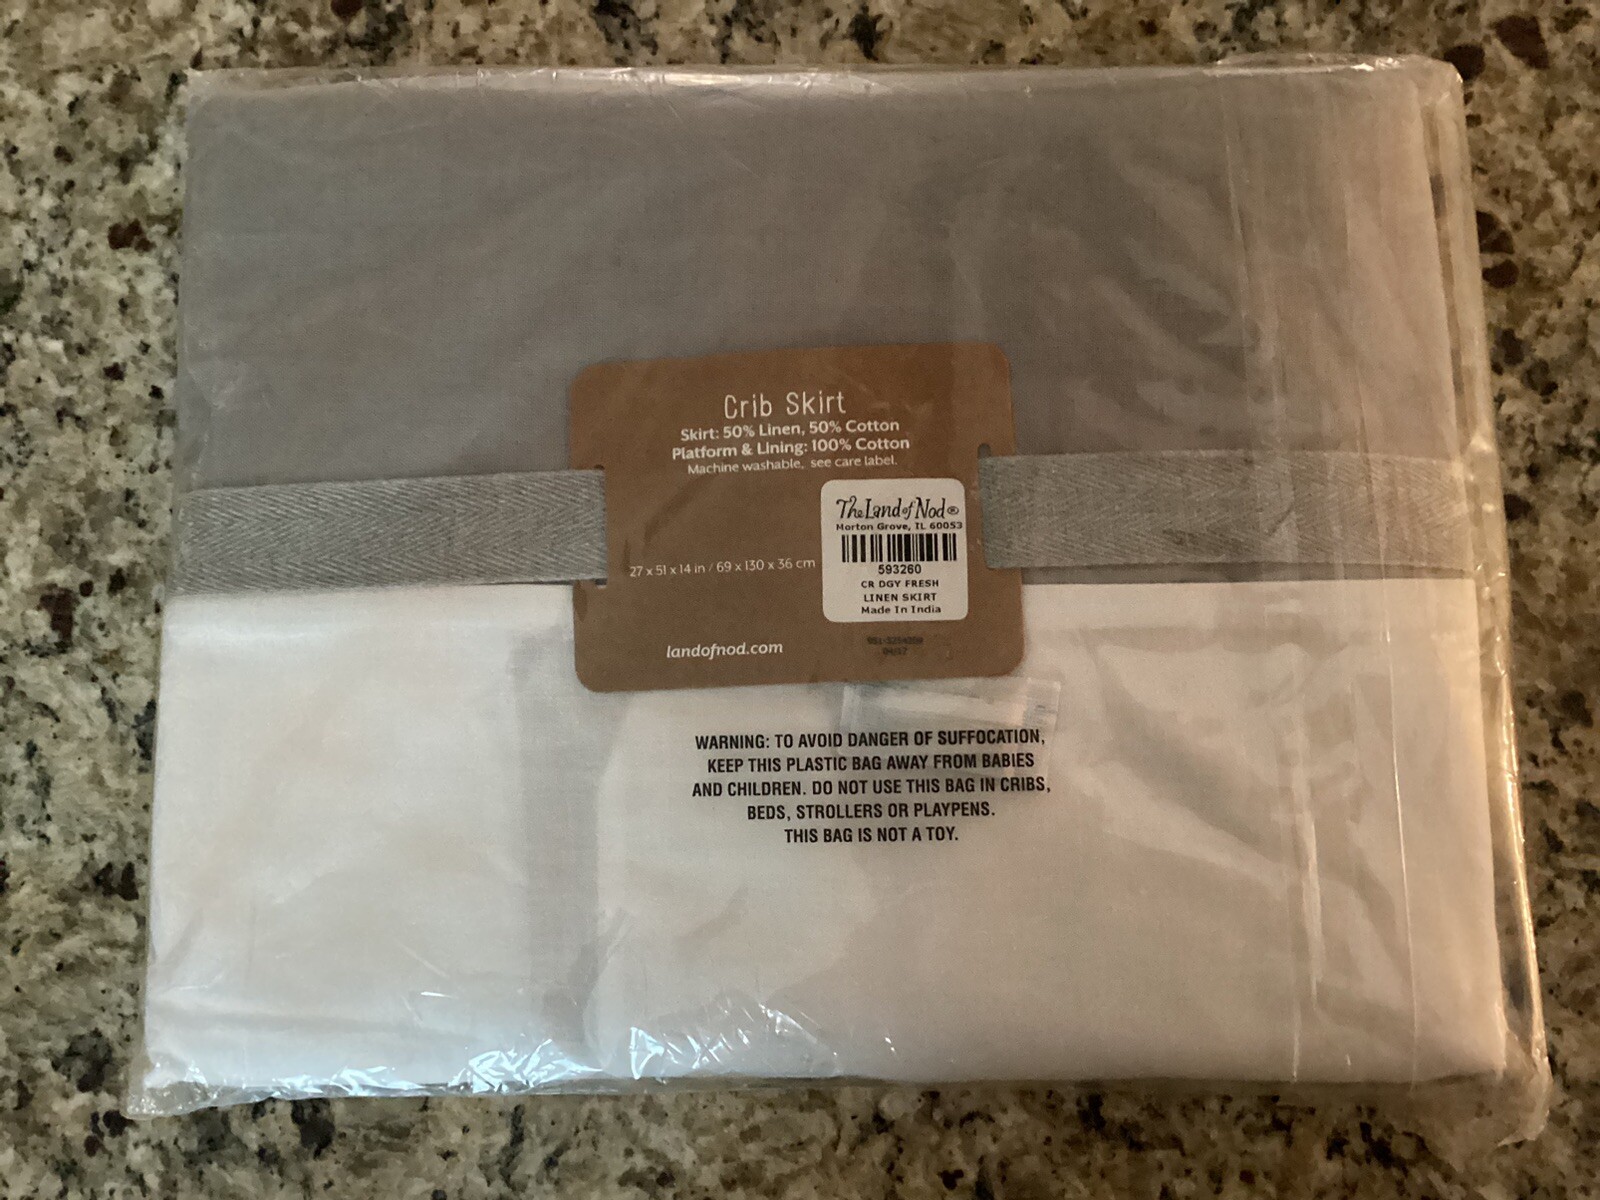 Crib Skirt
Skirt: 50% Linen, 50% Cotton
Platform & Lining: 100% Cotton
Machine washable, see care label.
The Land of Nod®
Morton Grove, IL 60053
593260
27 x 51 x 14 in / 69 x 130 x 36 cm
CR DGY FRESH
LINEN SKIRT
Made In India
landofnod.com
04/17
WARNING: TO AVOID DANGER OF SUFFOCATION,
KEEP THIS PLASTIC BAG AWAY FROM BABIES
AND CHILDREN. DO NOT USE THIS BAG IN CRIBS,
BEDS, STROLLERS OR PLAYPENS.
THIS BAG IS NOT A TOY.